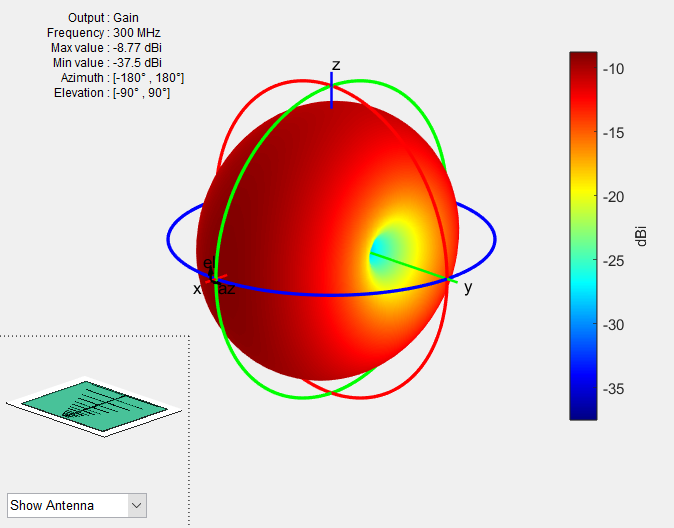 Output : Gain
Frequency : 300 MHz
Max value : -8.77 dBi
Min value : -37.5 dBi
Azimuth : [-180° , 180°]
Elevation : [-90° , 90°]
z
x
az
y
-10
-15
-20
-25
-30
-35
dBi
Show Antenna